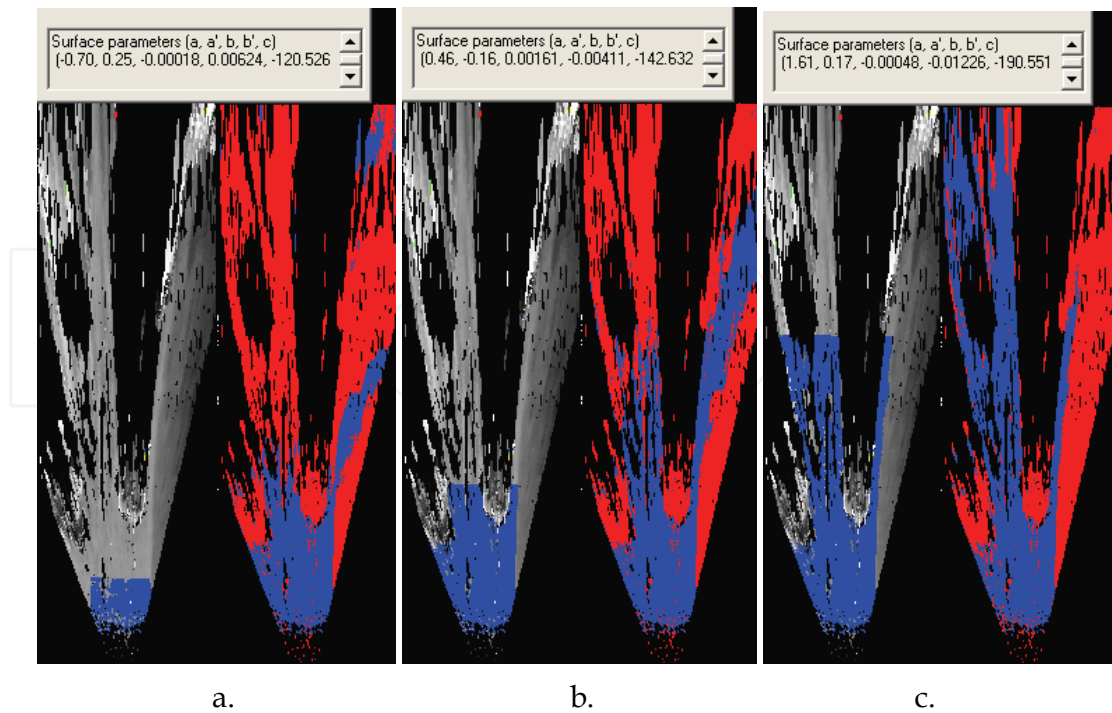 Surface parameters (a, a', b, b', c)
(-0.70, 0.25, -0.00018, 0.00624, -120.526
Surface parameters (a, a', b, b', c)
(0.46, -0.16, 0.00161, -0.00411, -142.632
Surface parameters (a, a', b, b', c)
(1.61, 0.17, -0.00048, -0.01226, -190.551
a.
b.
c.